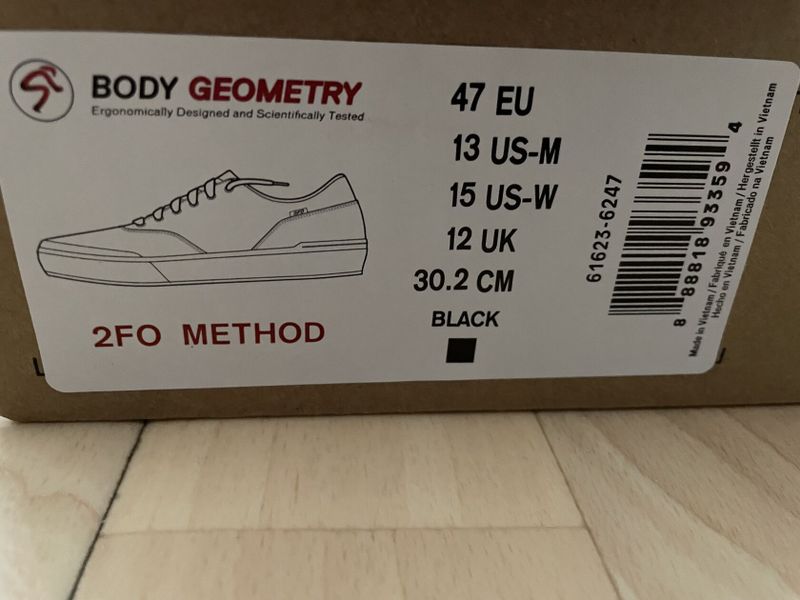 BODY GEOMETRY
Ergonomically Designed and Scientifically Tested
2FO METHOD
47 EU
13 US-M
15 US-W
12 UK
30.2 CM
BLACK
61623-6247
8 88818 93359 4
Made in Vietnam / Fabriqué en Vietnam / Hergestellt in Vietnam
Hecho en Vietnam / Fabricado na Vietnam